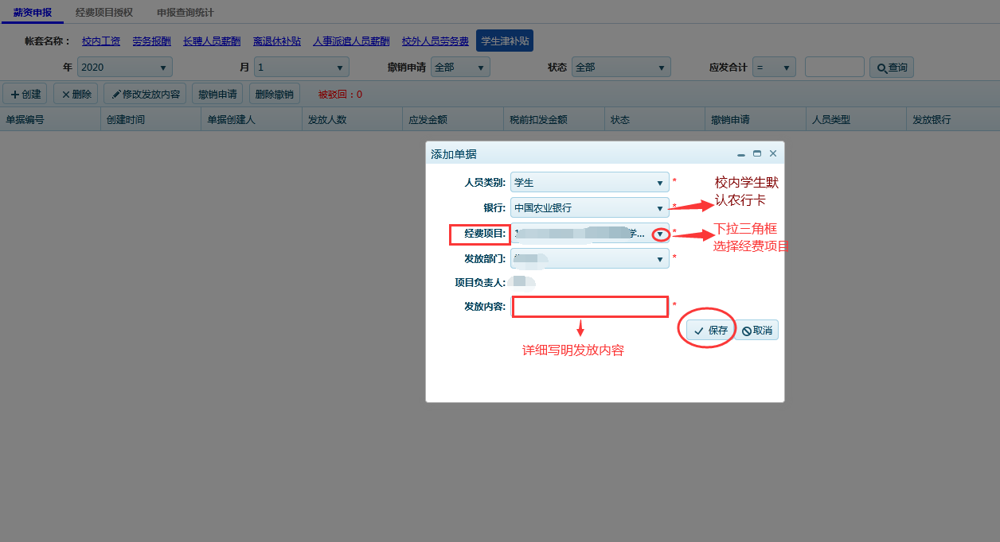 薪资申报 经费项目授权 申报查询统计
帐套名称： 校内工资 劳务报酬 长聘人员薪酬 离退休补贴 人事派遣人员薪酬 校外人员劳务费 学生津补贴
年 2020 月 1 撤销申请 全部 状态 全部 应发合计 = 查询
创建 删除 修改发放内容 撤销申请 删除撤销 被驳回：0
单据编号 创建时间 单据创建人 发放人数 应发金额 税前扣发金额 状态 撤销申请 人员类型 发放银行
添加单据
人员类别: 学生 *
银行: 中国农业银行 *
校内学生默
认农行卡
经费项目: 学... *
下拉三角框
选择经费项目
发放部门: *
项目负责人:
发放内容: *
保存 取消
详细写明发放内容